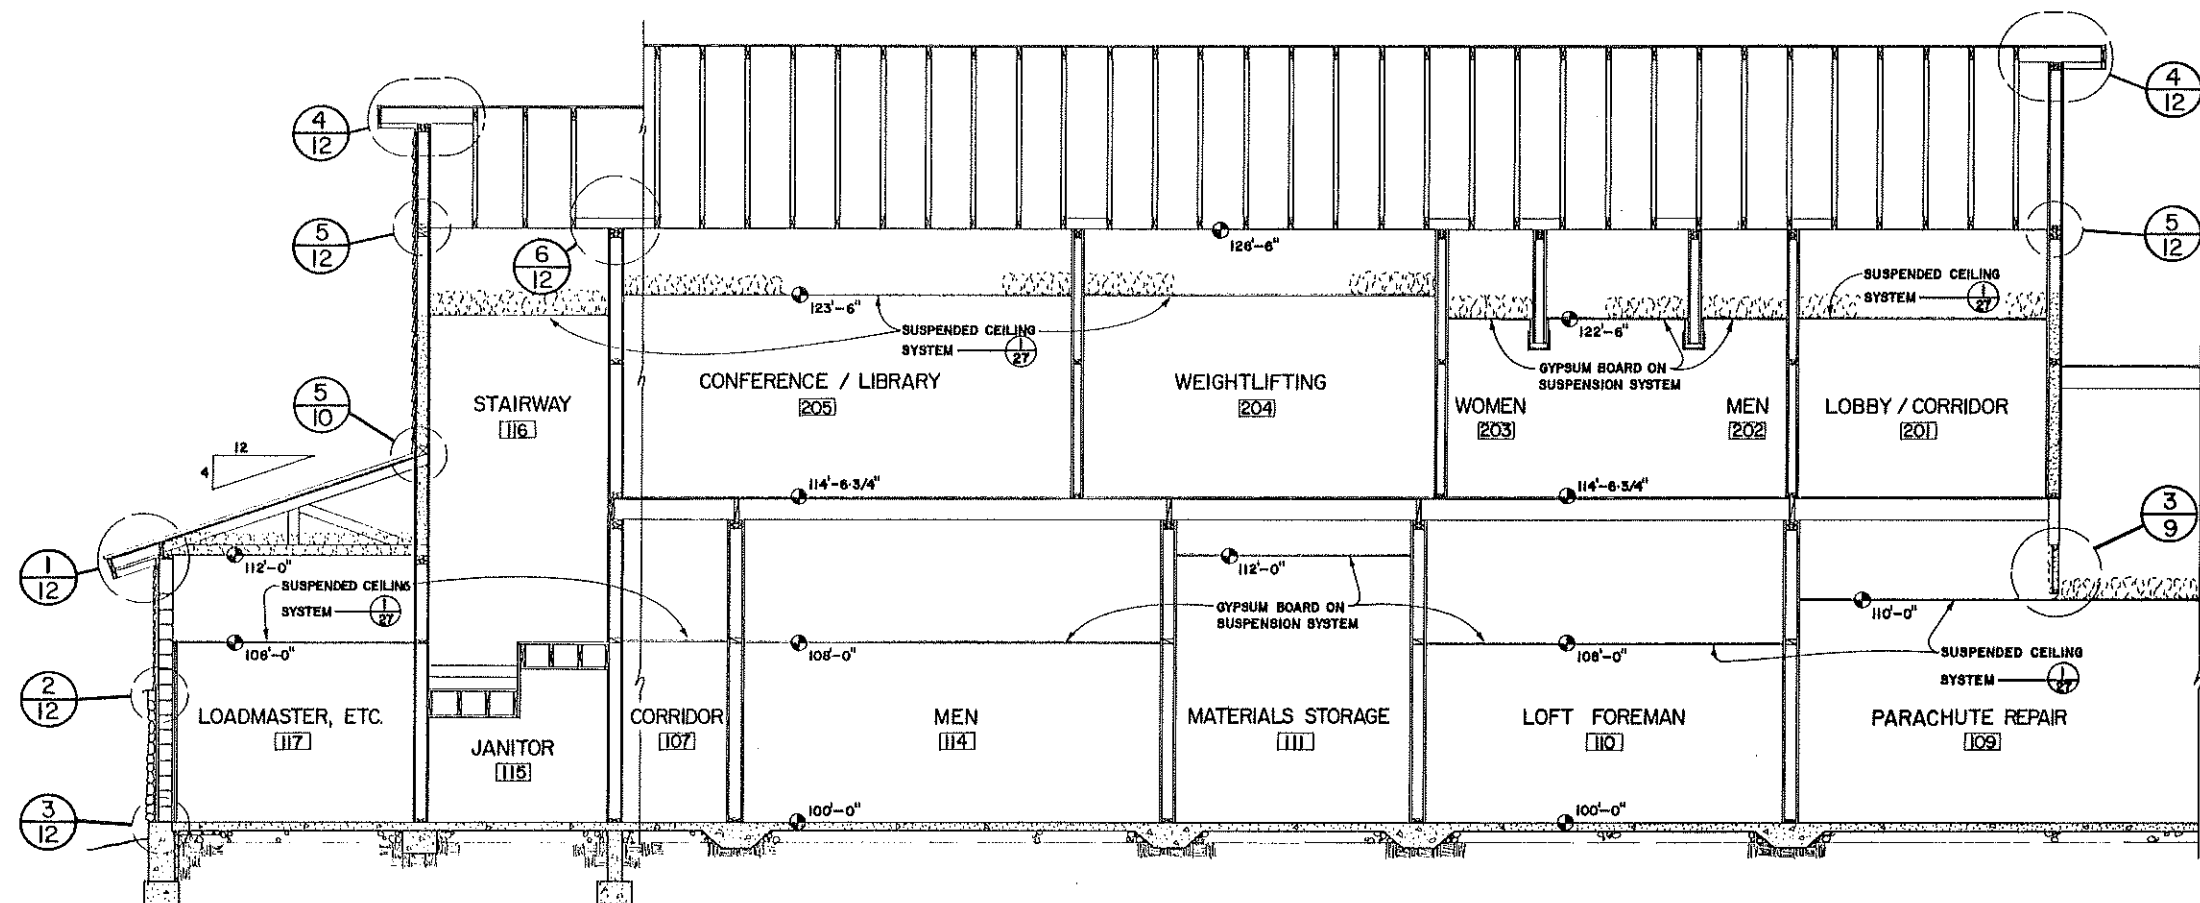 4
12
4
12
5
12
6
12
5
12
126'-6"
SUSPENDED CEILING
SYSTEM
1
27
123'-6"
SUSPENDED CEILING
SYSTEM
1
27
122'-6"
GYPSUM BOARD ON
SUSPENSION SYSTEM
CONFERENCE / LIBRARY
205
WEIGHTLIFTING
204
STAIRWAY
116
WOMEN
203
MEN
202
LOBBY / CORRIDOR
201
5
10
12
4
114'-6-3/4"
114'-6-3/4"
3
9
1
12
112'-0"
SUSPENDED CEILING
SYSTEM
1
27
112'-0"
GYPSUM BOARD ON
SUSPENSION SYSTEM
110'-0"
108'-0"
108'-0"
108'-0"
SUSPENDED CEILING
SYSTEM
1
27
2
12
LOADMASTER, ETC.
117
JANITOR
115
CORRIDOR
107
MEN
114
MATERIALS STORAGE
111
LOFT FOREMAN
110
PARACHUTE REPAIR
109
3
12
100'-0"
100'-0"